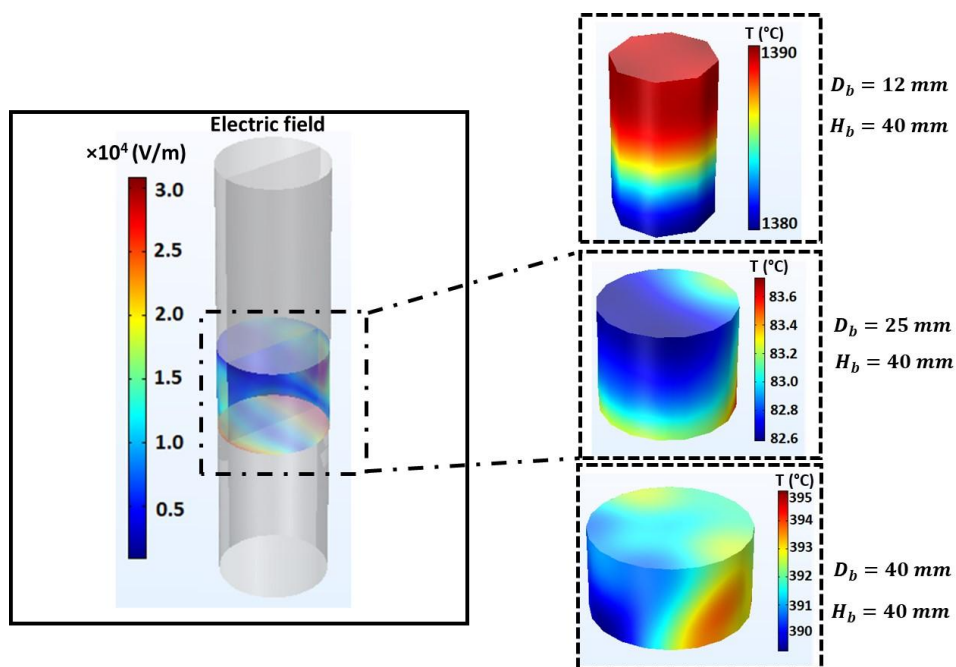 Electric field
×10⁴ (V/m)
3.0
2.5
2.0
1.5
1.0
0.5
T (°C)
1390
1380
D_b = 12 mm
H_b = 40 mm
T (°C)
83.6
83.4
83.2
83.0
82.8
82.6
D_b = 25 mm
H_b = 40 mm
T (°C)
395
394
393
392
391
390
D_b = 40 mm
H_b = 40 mm